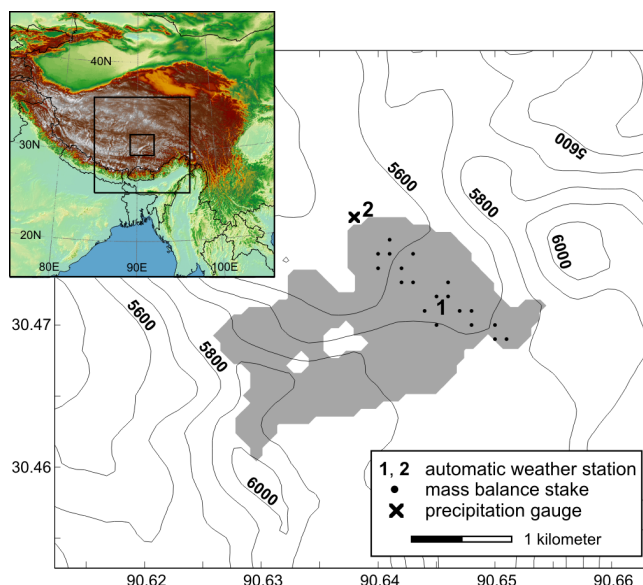 40N
30N
20N
80E 90E 100E
5600
5800
5600
6000
2
1
30.47
5600
5800
6000
30.46
1, 2 automatic weather station
mass balance stake
precipitation gauge
1 kilometer
90.62 90.63 90.64 90.65 90.66